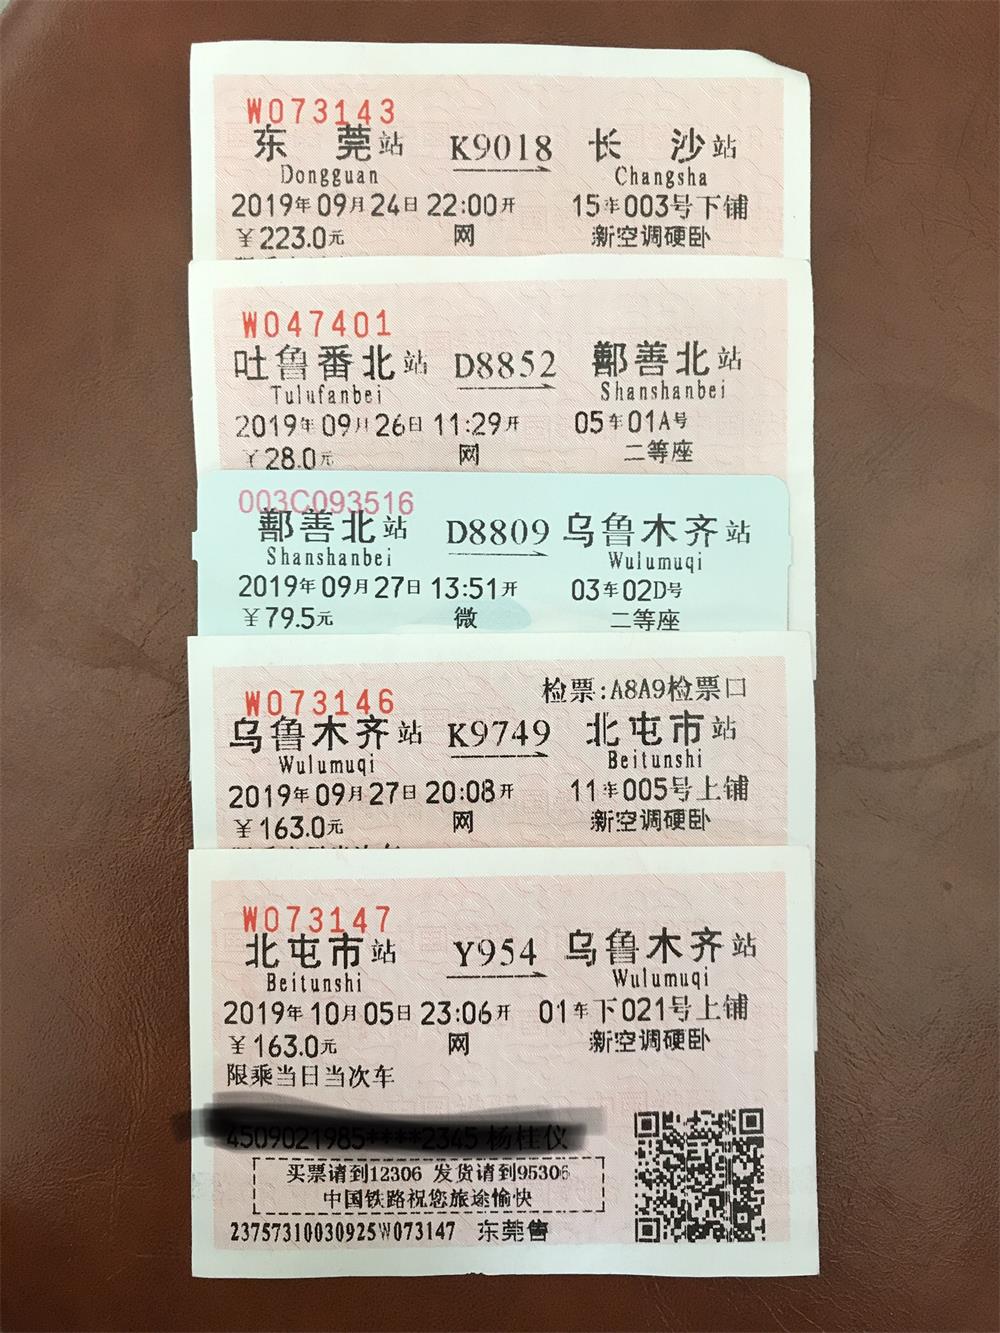 W073143
东莞站 K9018 长沙站
Dongguan Changsha
2019年09月24日22:00开 15车003号下铺
¥223.0元 网 新空调硬卧
W047401
吐鲁番北站 D8852 鄯善北站
Tulufanbei Shanshanbei
2019年09月26日11:29开 05车01A号
¥28.0元 网 二等座
003C093516
鄯善北站 D8809 乌鲁木齐站
Shanshanbei Wulumuqi
2019年09月27日13:51开 03车02D号
¥79.5元 微 二等座
检票:A8A9检票口
W073146
乌鲁木齐站 K9749 北屯市站
Wulumuqi Beitunshi
2019年09月27日20:08开 11车005号上铺
¥163.0元 网 新空调硬卧
W073147
北屯市站 Y954 乌鲁木齐站
Beitunshi Wulumuqi
2019年10月05日23:06开 01车下021号上铺
¥163.0元 网 新空调硬卧
限乘当日当次车
买票请到12306 发货请到95306
中国铁路祝您旅途愉快
23757310030925W073147 东莞售